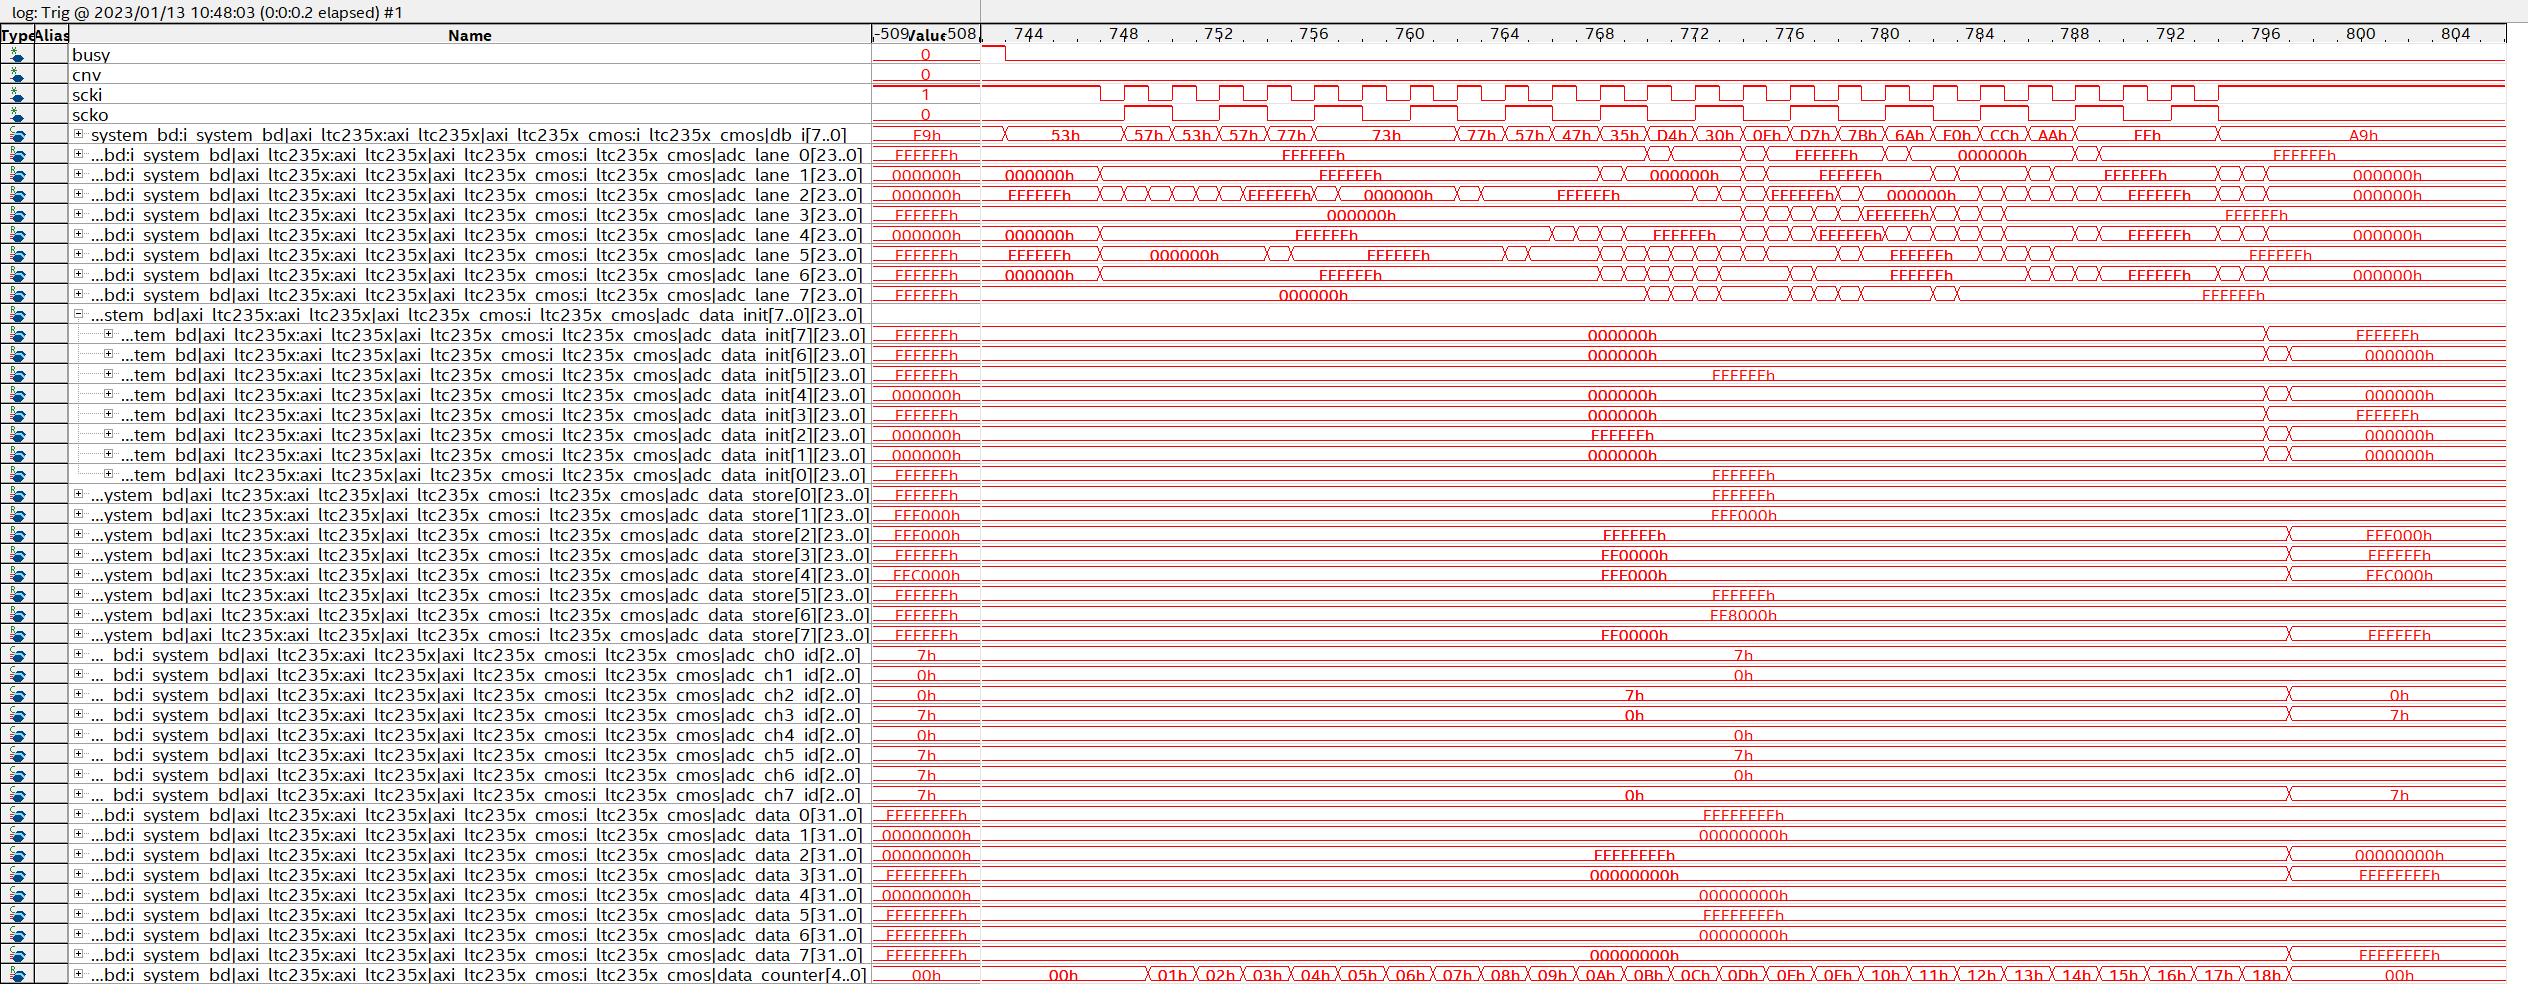 log: Trig @ 2023/01/13 10:48:03 (0:0:0.2 elapsed) #1
Type Alias Name -509 Value -508 744 748 752 756 760 764 768 772 776 780 784 788 792 796 800 804
busy 0
cnv 0
scki 1
scko 0
system_bd:i_system_bd|axi_ltc235x:axi_ltc235x|axi_ltc235x_cmos:i_ltc235x_cmos|db_i[7..0] F9h 53h 57h 53h 57h 77h 73h 77h 57h 47h 35h D4h 30h 0Fh D7h 7Bh 6Ah F0h CCh AAh FFh A9h
...bd:i_system_bd|axi_ltc235x:axi_ltc235x|axi_ltc235x_cmos:i_ltc235x_cmos|adc_lane_0[23..0] FFFFFFh FFFFFFh FFFFFFh 000000h FFFFFFh
...bd:i_system_bd|axi_ltc235x:axi_ltc235x|axi_ltc235x_cmos:i_ltc235x_cmos|adc_lane_1[23..0] 000000h 000000h FFFFFFh 000000h FFFFFFh FFFFFFh 000000h
...bd:i_system_bd|axi_ltc235x:axi_ltc235x|axi_ltc235x_cmos:i_ltc235x_cmos|adc_lane_2[23..0] 000000h FFFFFFh FFFFFFh 000000h FFFFFFh FFFFFFh 000000h FFFFFFh 000000h
...bd:i_system_bd|axi_ltc235x:axi_ltc235x|axi_ltc235x_cmos:i_ltc235x_cmos|adc_lane_3[23..0] FFFFFFh 000000h FFFFFFh FFFFFFh
...bd:i_system_bd|axi_ltc235x:axi_ltc235x|axi_ltc235x_cmos:i_ltc235x_cmos|adc_lane_4[23..0] 000000h 000000h FFFFFFh FFFFFFh FFFFFFh FFFFFFh 000000h
...bd:i_system_bd|axi_ltc235x:axi_ltc235x|axi_ltc235x_cmos:i_ltc235x_cmos|adc_lane_5[23..0] FFFFFFh FFFFFFh 000000h FFFFFFh FFFFFFh FFFFFFh
...bd:i_system_bd|axi_ltc235x:axi_ltc235x|axi_ltc235x_cmos:i_ltc235x_cmos|adc_lane_6[23..0] FFFFFFh 000000h FFFFFFh FFFFFFh FFFFFFh 000000h
...bd:i_system_bd|axi_ltc235x:axi_ltc235x|axi_ltc235x_cmos:i_ltc235x_cmos|adc_lane_7[23..0] FFFFFFh 000000h FFFFFFh
...stem_bd|axi_ltc235x:axi_ltc235x|axi_ltc235x_cmos:i_ltc235x_cmos|adc_data_init[7..0][23..0]
...tem_bd|axi_ltc235x:axi_ltc235x|axi_ltc235x_cmos:i_ltc235x_cmos|adc_data_init[7][23..0] FFFFFFh 000000h FFFFFFh
...tem_bd|axi_ltc235x:axi_ltc235x|axi_ltc235x_cmos:i_ltc235x_cmos|adc_data_init[6][23..0] FFFFFFh 000000h 000000h
...tem_bd|axi_ltc235x:axi_ltc235x|axi_ltc235x_cmos:i_ltc235x_cmos|adc_data_init[5][23..0] FFFFFFh FFFFFFh
...tem_bd|axi_ltc235x:axi_ltc235x|axi_ltc235x_cmos:i_ltc235x_cmos|adc_data_init[4][23..0] 000000h 000000h 000000h
...tem_bd|axi_ltc235x:axi_ltc235x|axi_ltc235x_cmos:i_ltc235x_cmos|adc_data_init[3][23..0] FFFFFFh 000000h FFFFFFh
...tem_bd|axi_ltc235x:axi_ltc235x|axi_ltc235x_cmos:i_ltc235x_cmos|adc_data_init[2][23..0] 000000h FFFFFFh 000000h
...tem_bd|axi_ltc235x:axi_ltc235x|axi_ltc235x_cmos:i_ltc235x_cmos|adc_data_init[1][23..0] 000000h 000000h 000000h
...tem_bd|axi_ltc235x:axi_ltc235x|axi_ltc235x_cmos:i_ltc235x_cmos|adc_data_init[0][23..0] FFFFFFh FFFFFFh
...ystem_bd|axi_ltc235x:axi_ltc235x|axi_ltc235x_cmos:i_ltc235x_cmos|adc_data_store[0][23..0] FFFFFFh FFFFFFh
...ystem_bd|axi_ltc235x:axi_ltc235x|axi_ltc235x_cmos:i_ltc235x_cmos|adc_data_store[1][23..0] FFF000h FFF000h
...ystem_bd|axi_ltc235x:axi_ltc235x|axi_ltc235x_cmos:i_ltc235x_cmos|adc_data_store[2][23..0] FFF000h FFFFFFh FFF000h
...ystem_bd|axi_ltc235x:axi_ltc235x|axi_ltc235x_cmos:i_ltc235x_cmos|adc_data_store[3][23..0] FFFFFFh FF0000h FFFFFFh
...ystem_bd|axi_ltc235x:axi_ltc235x|axi_ltc235x_cmos:i_ltc235x_cmos|adc_data_store[4][23..0] FFC000h FFF000h FFC000h
...ystem_bd|axi_ltc235x:axi_ltc235x|axi_ltc235x_cmos:i_ltc235x_cmos|adc_data_store[5][23..0] FFFFFFh FFFFFFh
...ystem_bd|axi_ltc235x:axi_ltc235x|axi_ltc235x_cmos:i_ltc235x_cmos|adc_data_store[6][23..0] FFFFFFh FF8000h
...ystem_bd|axi_ltc235x:axi_ltc235x|axi_ltc235x_cmos:i_ltc235x_cmos|adc_data_store[7][23..0] FFFFFFh FF0000h FFFFFFh
..._bd:i_system_bd|axi_ltc235x:axi_ltc235x|axi_ltc235x_cmos:i_ltc235x_cmos|adc_ch0_id[2..0] 7h 7h
..._bd:i_system_bd|axi_ltc235x:axi_ltc235x|axi_ltc235x_cmos:i_ltc235x_cmos|adc_ch1_id[2..0] 0h 0h
..._bd:i_system_bd|axi_ltc235x:axi_ltc235x|axi_ltc235x_cmos:i_ltc235x_cmos|adc_ch2_id[2..0] 0h 7h 0h
..._bd:i_system_bd|axi_ltc235x:axi_ltc235x|axi_ltc235x_cmos:i_ltc235x_cmos|adc_ch3_id[2..0] 7h 0h 7h
..._bd:i_system_bd|axi_ltc235x:axi_ltc235x|axi_ltc235x_cmos:i_ltc235x_cmos|adc_ch4_id[2..0] 0h 0h
..._bd:i_system_bd|axi_ltc235x:axi_ltc235x|axi_ltc235x_cmos:i_ltc235x_cmos|adc_ch5_id[2..0] 7h 7h
..._bd:i_system_bd|axi_ltc235x:axi_ltc235x|axi_ltc235x_cmos:i_ltc235x_cmos|adc_ch6_id[2..0] 7h 0h
..._bd:i_system_bd|axi_ltc235x:axi_ltc235x|axi_ltc235x_cmos:i_ltc235x_cmos|adc_ch7_id[2..0] 7h 0h 7h
...bd:i_system_bd|axi_ltc235x:axi_ltc235x|axi_ltc235x_cmos:i_ltc235x_cmos|adc_data_0[31..0] FFFFFFFFh FFFFFFFFh
...bd:i_system_bd|axi_ltc235x:axi_ltc235x|axi_ltc235x_cmos:i_ltc235x_cmos|adc_data_1[31..0] 00000000h 00000000h
...bd:i_system_bd|axi_ltc235x:axi_ltc235x|axi_ltc235x_cmos:i_ltc235x_cmos|adc_data_2[31..0] 00000000h FFFFFFFFh 00000000h
...bd:i_system_bd|axi_ltc235x:axi_ltc235x|axi_ltc235x_cmos:i_ltc235x_cmos|adc_data_3[31..0] FFFFFFFFh 00000000h FFFFFFFFh
...bd:i_system_bd|axi_ltc235x:axi_ltc235x|axi_ltc235x_cmos:i_ltc235x_cmos|adc_data_4[31..0] 00000000h 00000000h
...bd:i_system_bd|axi_ltc235x:axi_ltc235x|axi_ltc235x_cmos:i_ltc235x_cmos|adc_data_5[31..0] FFFFFFFFh FFFFFFFFh
...bd:i_system_bd|axi_ltc235x:axi_ltc235x|axi_ltc235x_cmos:i_ltc235x_cmos|adc_data_6[31..0] FFFFFFFFh 00000000h
...bd:i_system_bd|axi_ltc235x:axi_ltc235x|axi_ltc235x_cmos:i_ltc235x_cmos|adc_data_7[31..0] FFFFFFFFh 00000000h FFFFFFFFh
...bd:i_system_bd|axi_ltc235x:axi_ltc235x|axi_ltc235x_cmos:i_ltc235x_cmos|data_counter[4..0] 00h 00h 01h 02h 03h 04h 05h 06h 07h 08h 09h 0Ah 0Bh 0Ch 0Dh 0Eh 0Fh 10h 11h 12h 13h 14h 15h 16h 17h 18h 00h